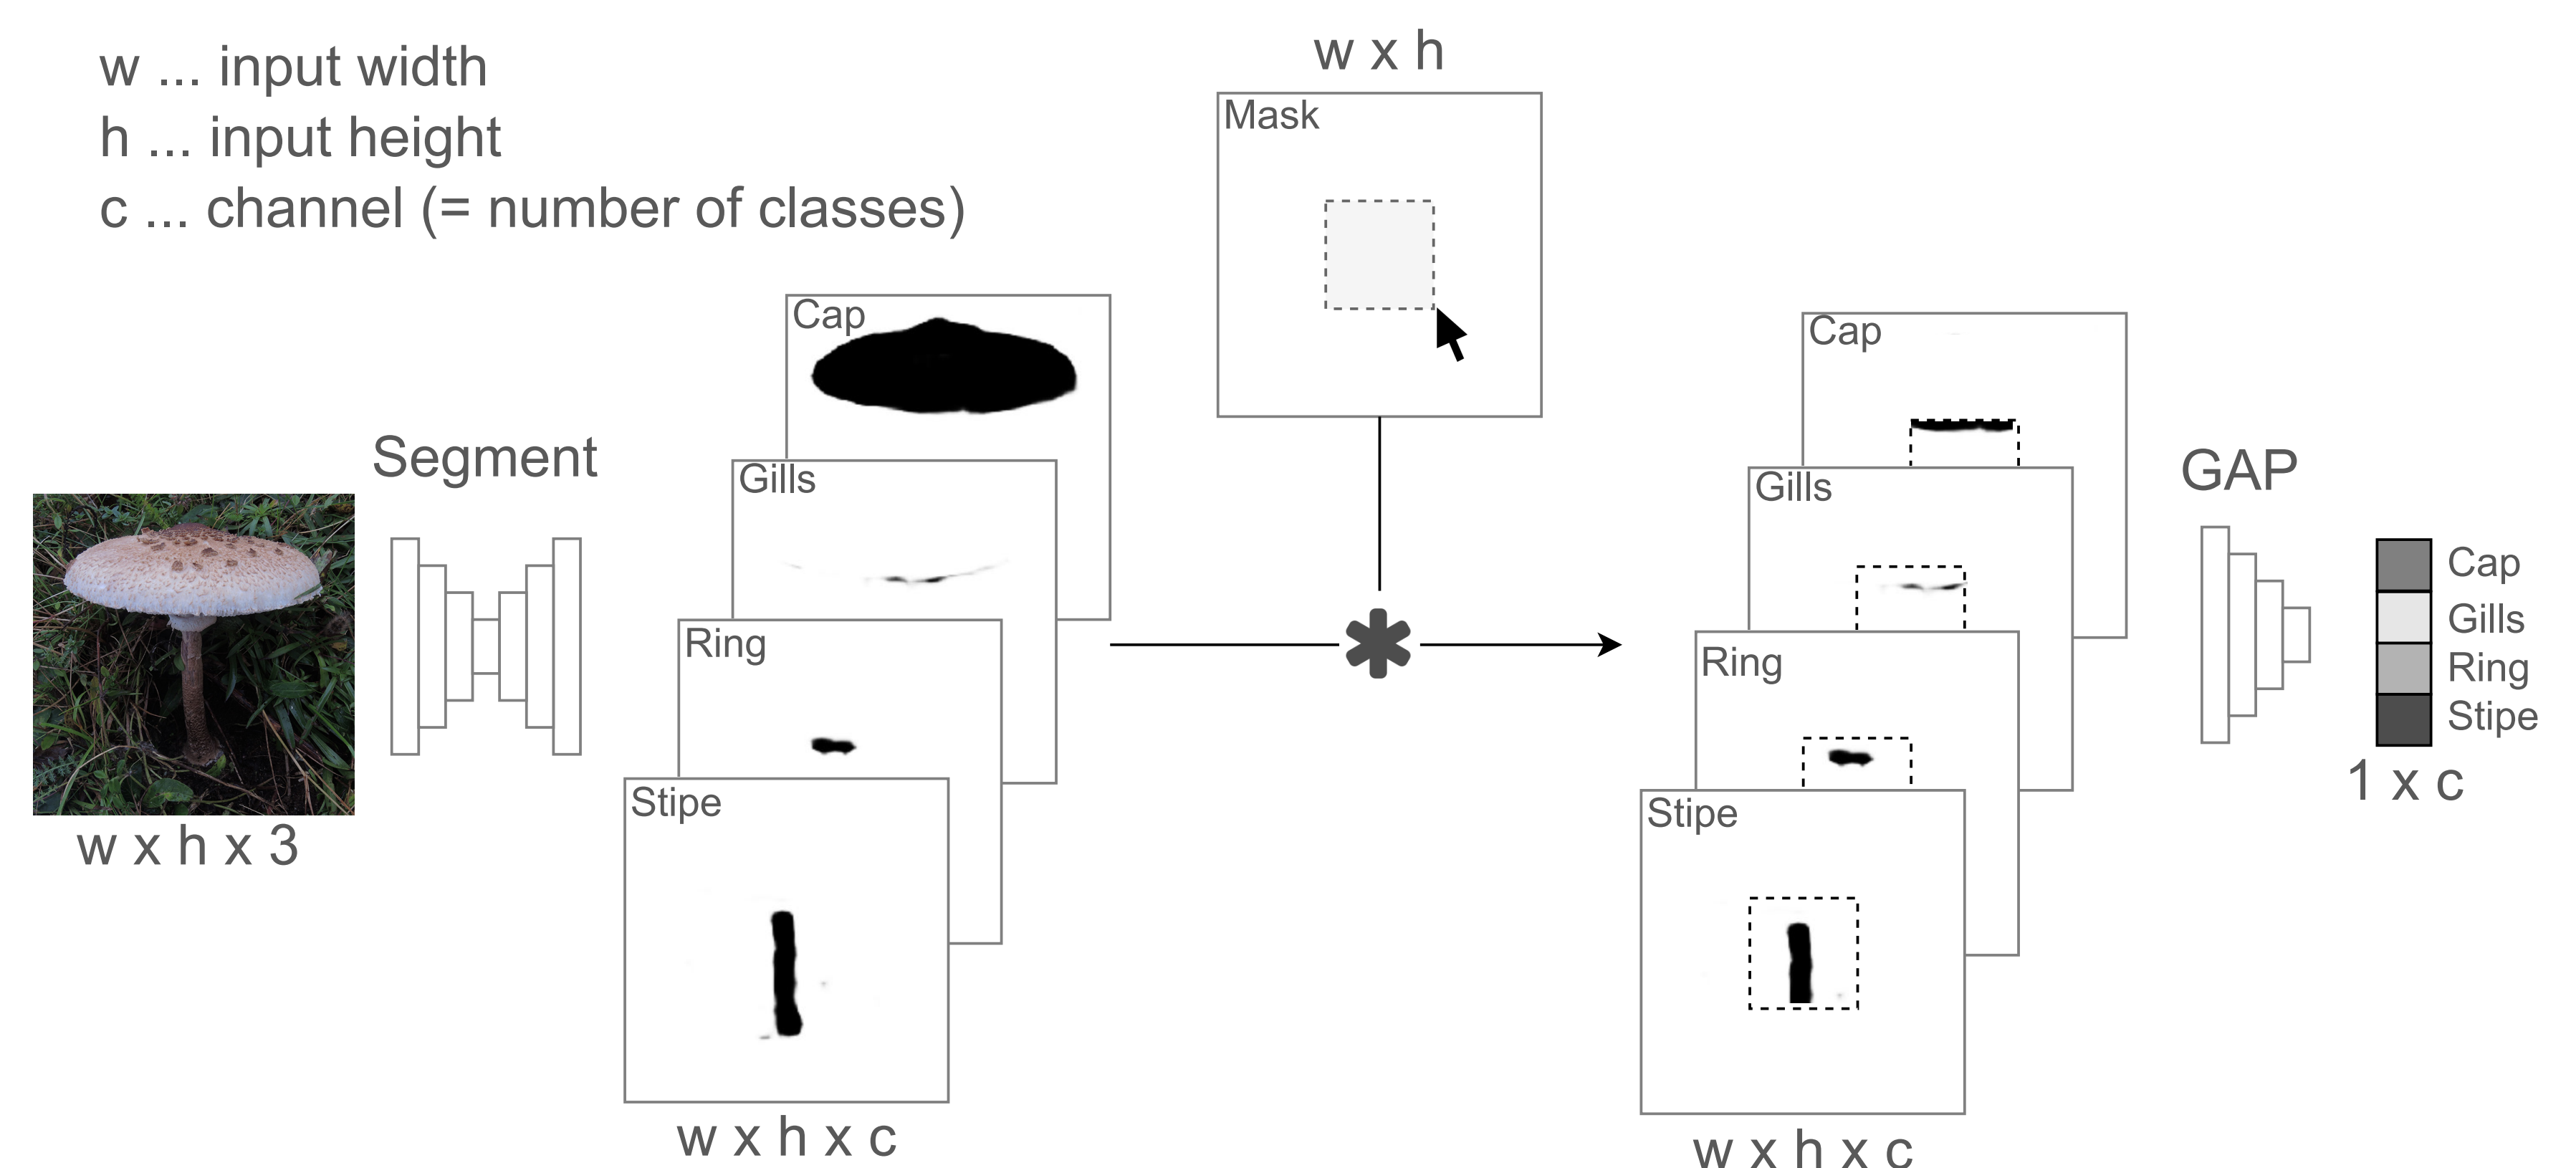 w ... input width
h ... input height
c ... channel (= number of classes)
w x h
Mask
Segment
w x h x 3
Cap
Gills
Ring
Stipe
w x h x c
Cap
Gills
Ring
Stipe
w x h x c
GAP
Cap
Gills
Ring
Stipe
1 x c